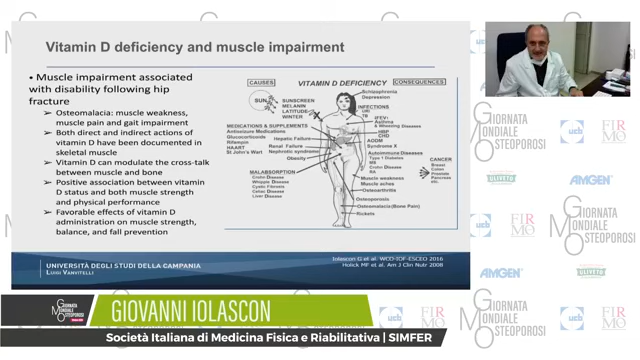 Vitamin D deficiency and muscle impairment
• Muscle impairment associated
with disability following hip
fracture
➢ Osteomalacia: muscle weakness,
muscle pain and gait impairment
➢ Both direct and indirect actions of
vitamin D have been documented in
skeletal muscle
➢ Vitamin D can modulate the cross-talk
between muscle and bone
➢ Positive association between vitamin
D status and both muscle strength
and physical performance
➢ Favorable effects of vitamin D
administration on muscle strength,
balance, and fall prevention
CAUSES
VITAMIN D DEFICIENCY
CONSEQUENCES
SUN
SUNSCREEN
MELANIN
LATITUDE
WINTER
MEDICATIONS & SUPPLEMENTS
Antiseizure Medications
Glucocorticoids
Rifampin
HAART
St John's Wart
Hepatic Failure
Renal Failure
Nephrotic syndrome
Obesity
MALABSORPTION
Crohn Disease
Whipple Disease
Cystic Fibrosis
Celiac Disease
Liver Disease
Schizophrenia
Depression
INFECTIONS
URI
TB
Asthma
& Wheezing Diseases
HBP
CHD
AODM
Syndrome X
Autoimmune Diseases
Type 1 Diabetes
MS
Crohn Disease
RA
Muscle weakness
Muscle aches
Osteoarthritis
Osteoporosis
Osteomalacia (Bone Pain)
Rickets
CANCER
Breast
Colon
Prostate
Pancreas
etc.
Iolascon G et al. WCO-IOF-ESCEO 2016
Holick MF et al. Am J Clin Nutr 2008
UNIVERSITÀ DEGLI STUDI DELLA CAMPANIA
LUIGI VANVITELLI
GIORNATA
MONDIALE
OSTEOPOROSI
ucb
FIRMO
AMGEN
ULIVETO
GIOVANNI IOLASCON
Società Italiana di Medicina Fisica e Riabilitativa | SIMFER